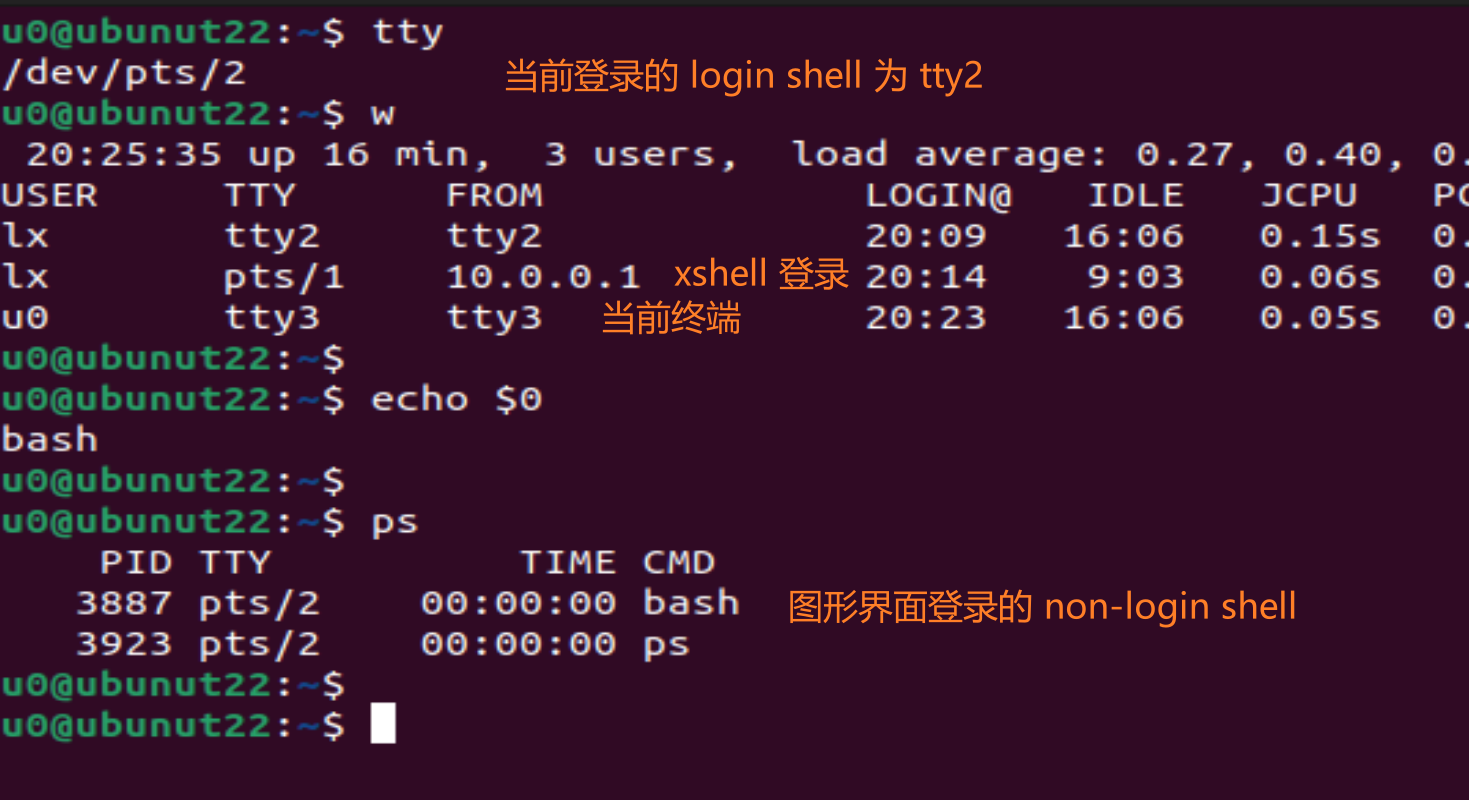 u0@ubunut22:~$ tty
/dev/pts/2 当前登录的 login shell 为 tty2
u0@ubunut22:~$ w
20:25:35 up 16 min, 3 users, load average: 0.27, 0.40, 0.
USER TTY FROM LOGIN@ IDLE JCPU PC
lx tty2 tty2 20:09 16:06 0.15s 0.
lx pts/1 10.0.0.1 xshell 登录 20:14 9:03 0.06s 0.
u0 tty3 tty3 当前终端 20:23 16:06 0.05s 0.
u0@ubunut22:~$
u0@ubunut22:~$ echo $0
bash
u0@ubunut22:~$
u0@ubunut22:~$ ps
PID TTY TIME CMD
3887 pts/2 00:00:00 bash 图形界面登录的 non-login shell
3923 pts/2 00:00:00 ps
u0@ubunut22:~$
u0@ubunut22:~$